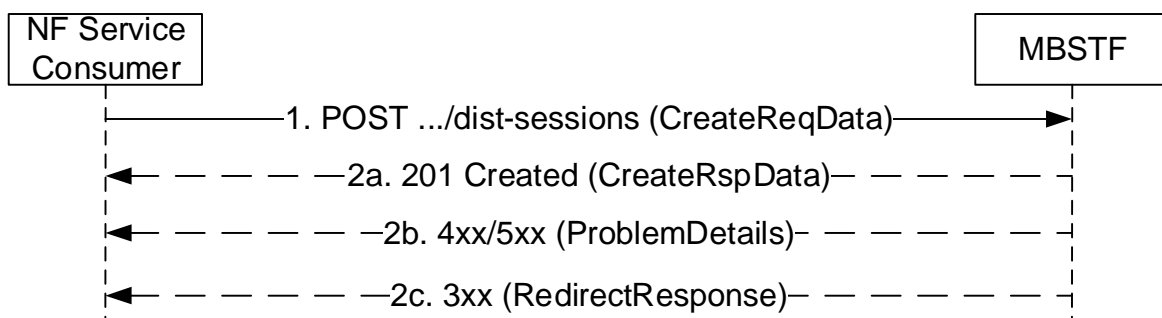 NF Service
Consumer
MBSTF
1. POST .../dist-sessions (CreateReqData)
2a. 201 Created (CreateRspData)
2b. 4xx/5xx (ProblemDetails)
2c. 3xx (RedirectResponse)